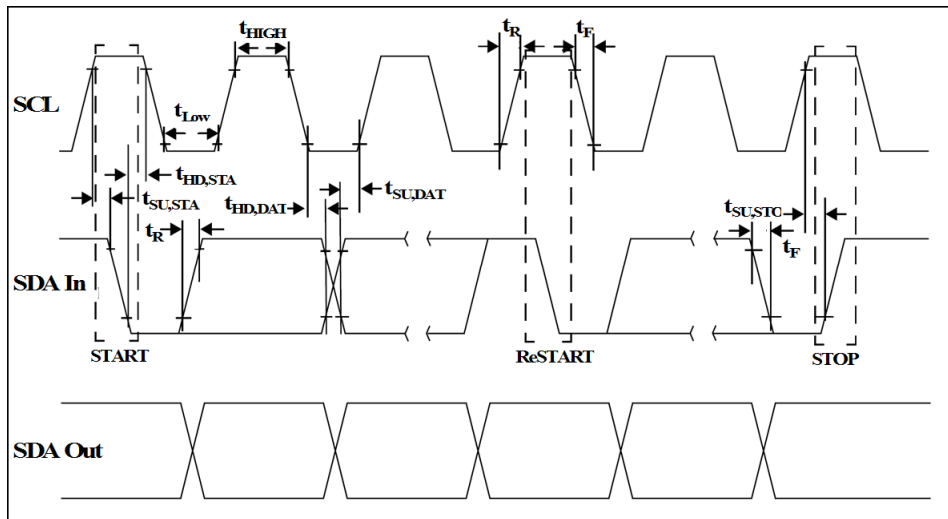 tHIGH
tR
tF
SCL
tLow
tHD,STA
tSU,STA
tHD,DAT
tSU,DAT
tSU,STO
tR
tF
SDA In
START
ReSTART
STOP
SDA Out